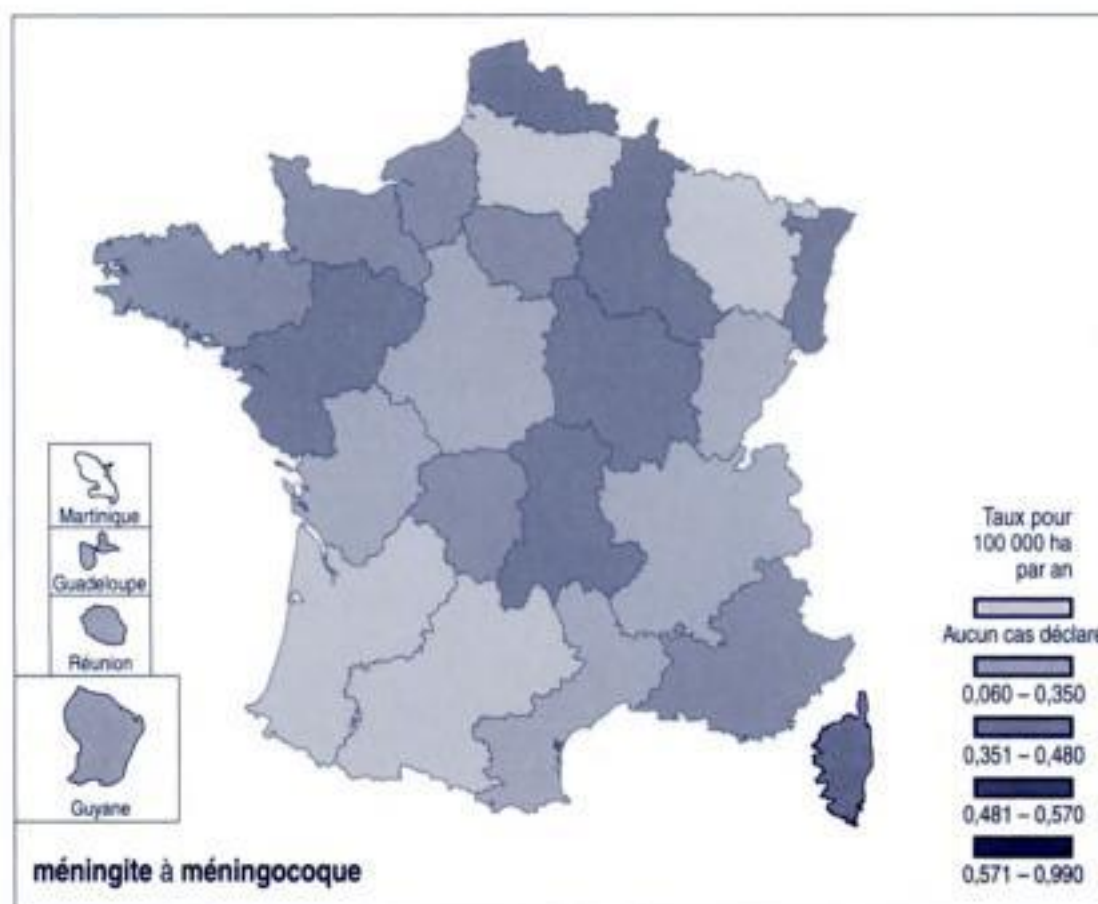 Martinique
Guadeloupe
Réunion
Guyane
Taux pour
100 000 ha
par an
Aucun cas déclaré
0,060 – 0,350
0,351 – 0,480
0,481 – 0,570
0,571 – 0,990
méningite à méningocoque